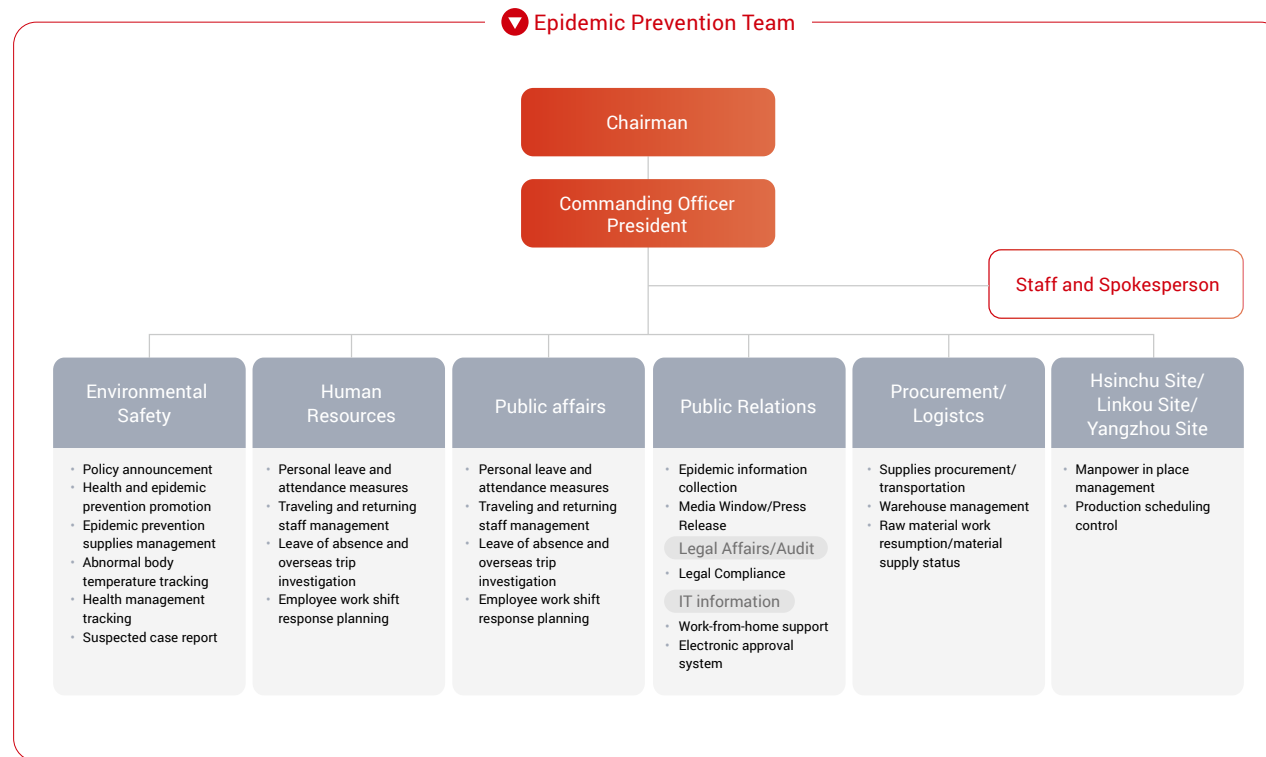 Epidemic Prevention Team
Chairman
Commanding Officer
President
Staff and Spokesperson
Environmental
Safety
• Policy announcement
• Health and epidemic
prevention promotion
• Epidemic prevention
supplies management
• Abnormal body
temperature tracking
• Health management
tracking
• Suspected case report
Human
Resources
• Personal leave and
attendance measures
• Traveling and returning
staff management
• Leave of absence and
overseas trip
investigation
• Employee work shift
response planning
Public affairs
• Personal leave and
attendance measures
• Traveling and returning
staff management
• Leave of absence and
overseas trip
investigation
• Employee work shift
response planning
Public Relations
• Epidemic information
collection
• Media Window/Press
Release
Legal Affairs/Audit
• Legal Compliance
IT information
• Work-from-home support
• Electronic approval
system
Procurement/
Logistcs
• Supplies procurement/
transportation
• Warehouse management
• Raw material work
resumption/material
supply status
Hsinchu Site/
Linkou Site/
Yangzhou Site
• Manpower in place
management
• Production scheduling
control